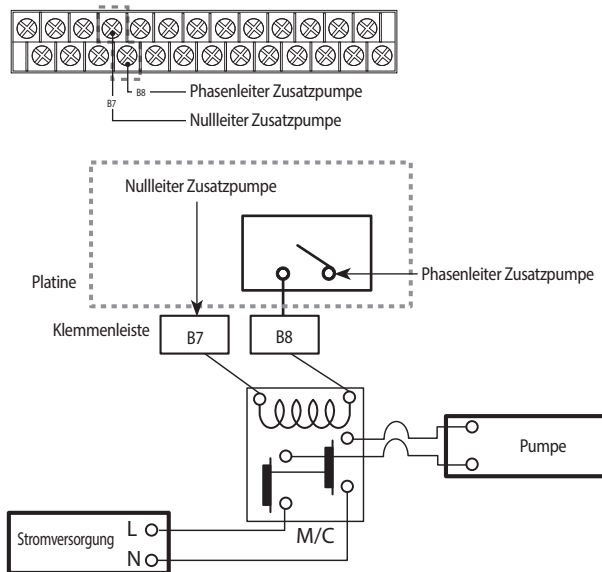 B8
Phasenleiter Zusatzpumpe
B7
Nullleiter Zusatzpumpe
Nullleiter Zusatzpumpe
Phasenleiter Zusatzpumpe
Platine
Klemmenleiste
B7
B8
Pumpe
M/C
Stromversorgung
L
N